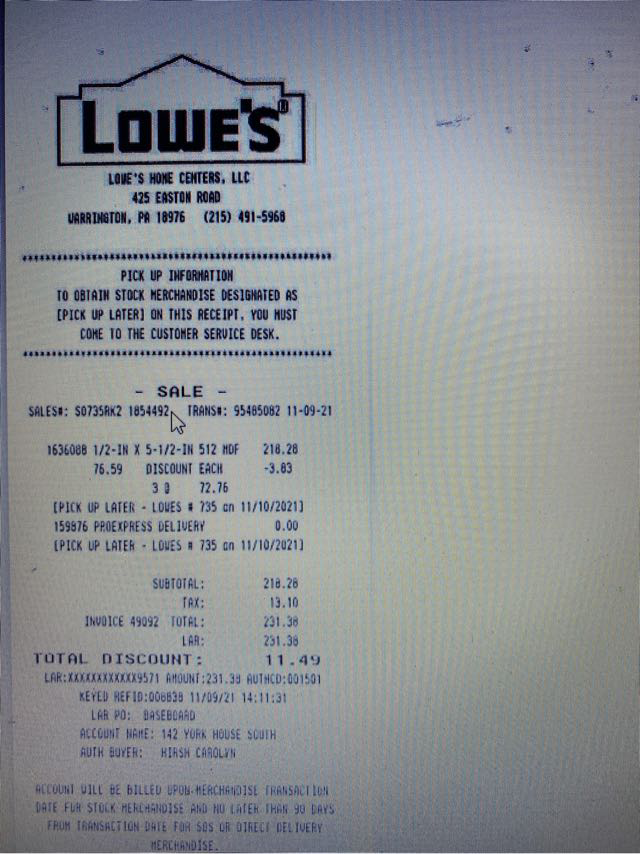 LOWE'S®
LOWE'S HOME CENTERS, LLC
425 EASTON ROAD
WARRINGTON, PA 18976 (215) 491-5968
PICK UP INFORMATION
TO OBTAIN STOCK MERCHANDISE DESIGNATED AS
[PICK UP LATER] ON THIS RECEIPT, YOU MUST
COME TO THE CUSTOMER SERVICE DESK.
- SALE -
SALES#: S0735RK2 1854492 TRANS#: 95485082 11-09-21
1636088 1/2-IN X 5-1/2-IN 512 MDF 218.28
76.59 DISCOUNT EACH -3.83
3 @ 72.76
[PICK UP LATER - LOWES # 735 on 11/10/2021]
159876 PROEXPRESS DELIVERY 0.00
[PICK UP LATER - LOWES # 735 on 11/10/2021]
SUBTOTAL: 218.28
TAX: 13.10
INVOICE 49092 TOTAL: 231.38
LAR: 231.38
TOTAL DISCOUNT: 11.49
LAR:XXXXXXXXXXXX9571 AMOUNT:231.38 AUTHCD:001501
KEYED REFID:006838 11/09/21 14:11:31
LAR PO: BASEBOARD
ACCOUNT NAME: 142 YORK HOUSE SOUTH
AUTH BUYER: HIRSH CAROLYN
ACCOUNT WILL BE BILLED UPON MERCHANDISE TRANSACTION
DATE FOR STOCK MERCHANDISE AND NO LATER THAN 90 DAYS
FROM TRANSACTION DATE FOR SOS OR DIRECT DELIVERY
MERCHANDISE.